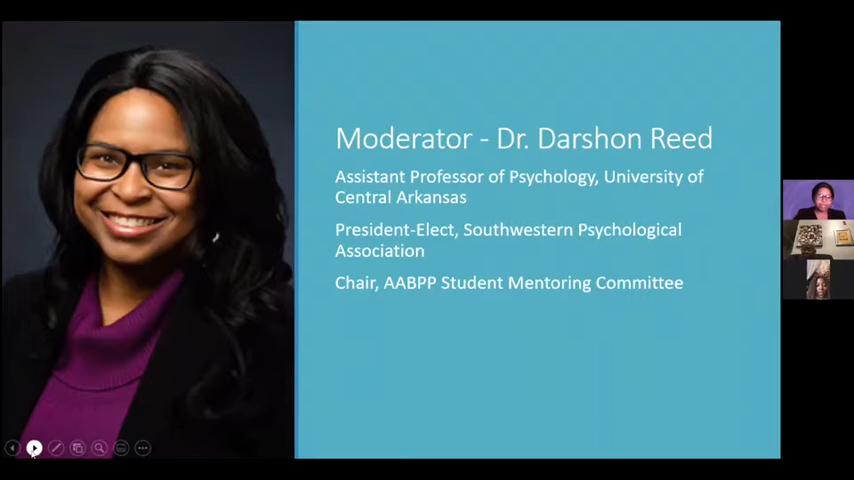 Moderator - Dr. Darshon Reed
Assistant Professor of Psychology, University of
Central Arkansas
President-Elect, Southwestern Psychological
Association
Chair, AABPP Student Mentoring Committee